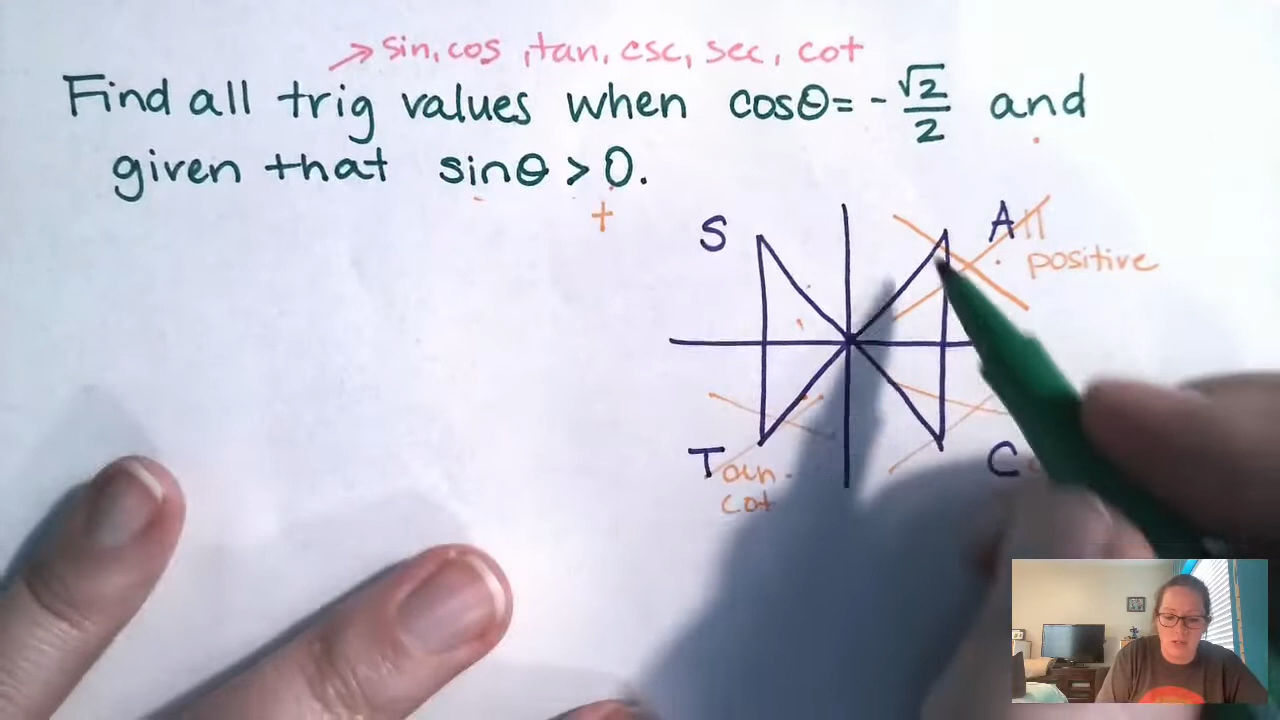 → sin, cos, tan, csc, sec, cot
Find all trig values when cosθ = -√2/2 and
given that sinθ > 0.
+
S
All
positive
Tan
cot
C